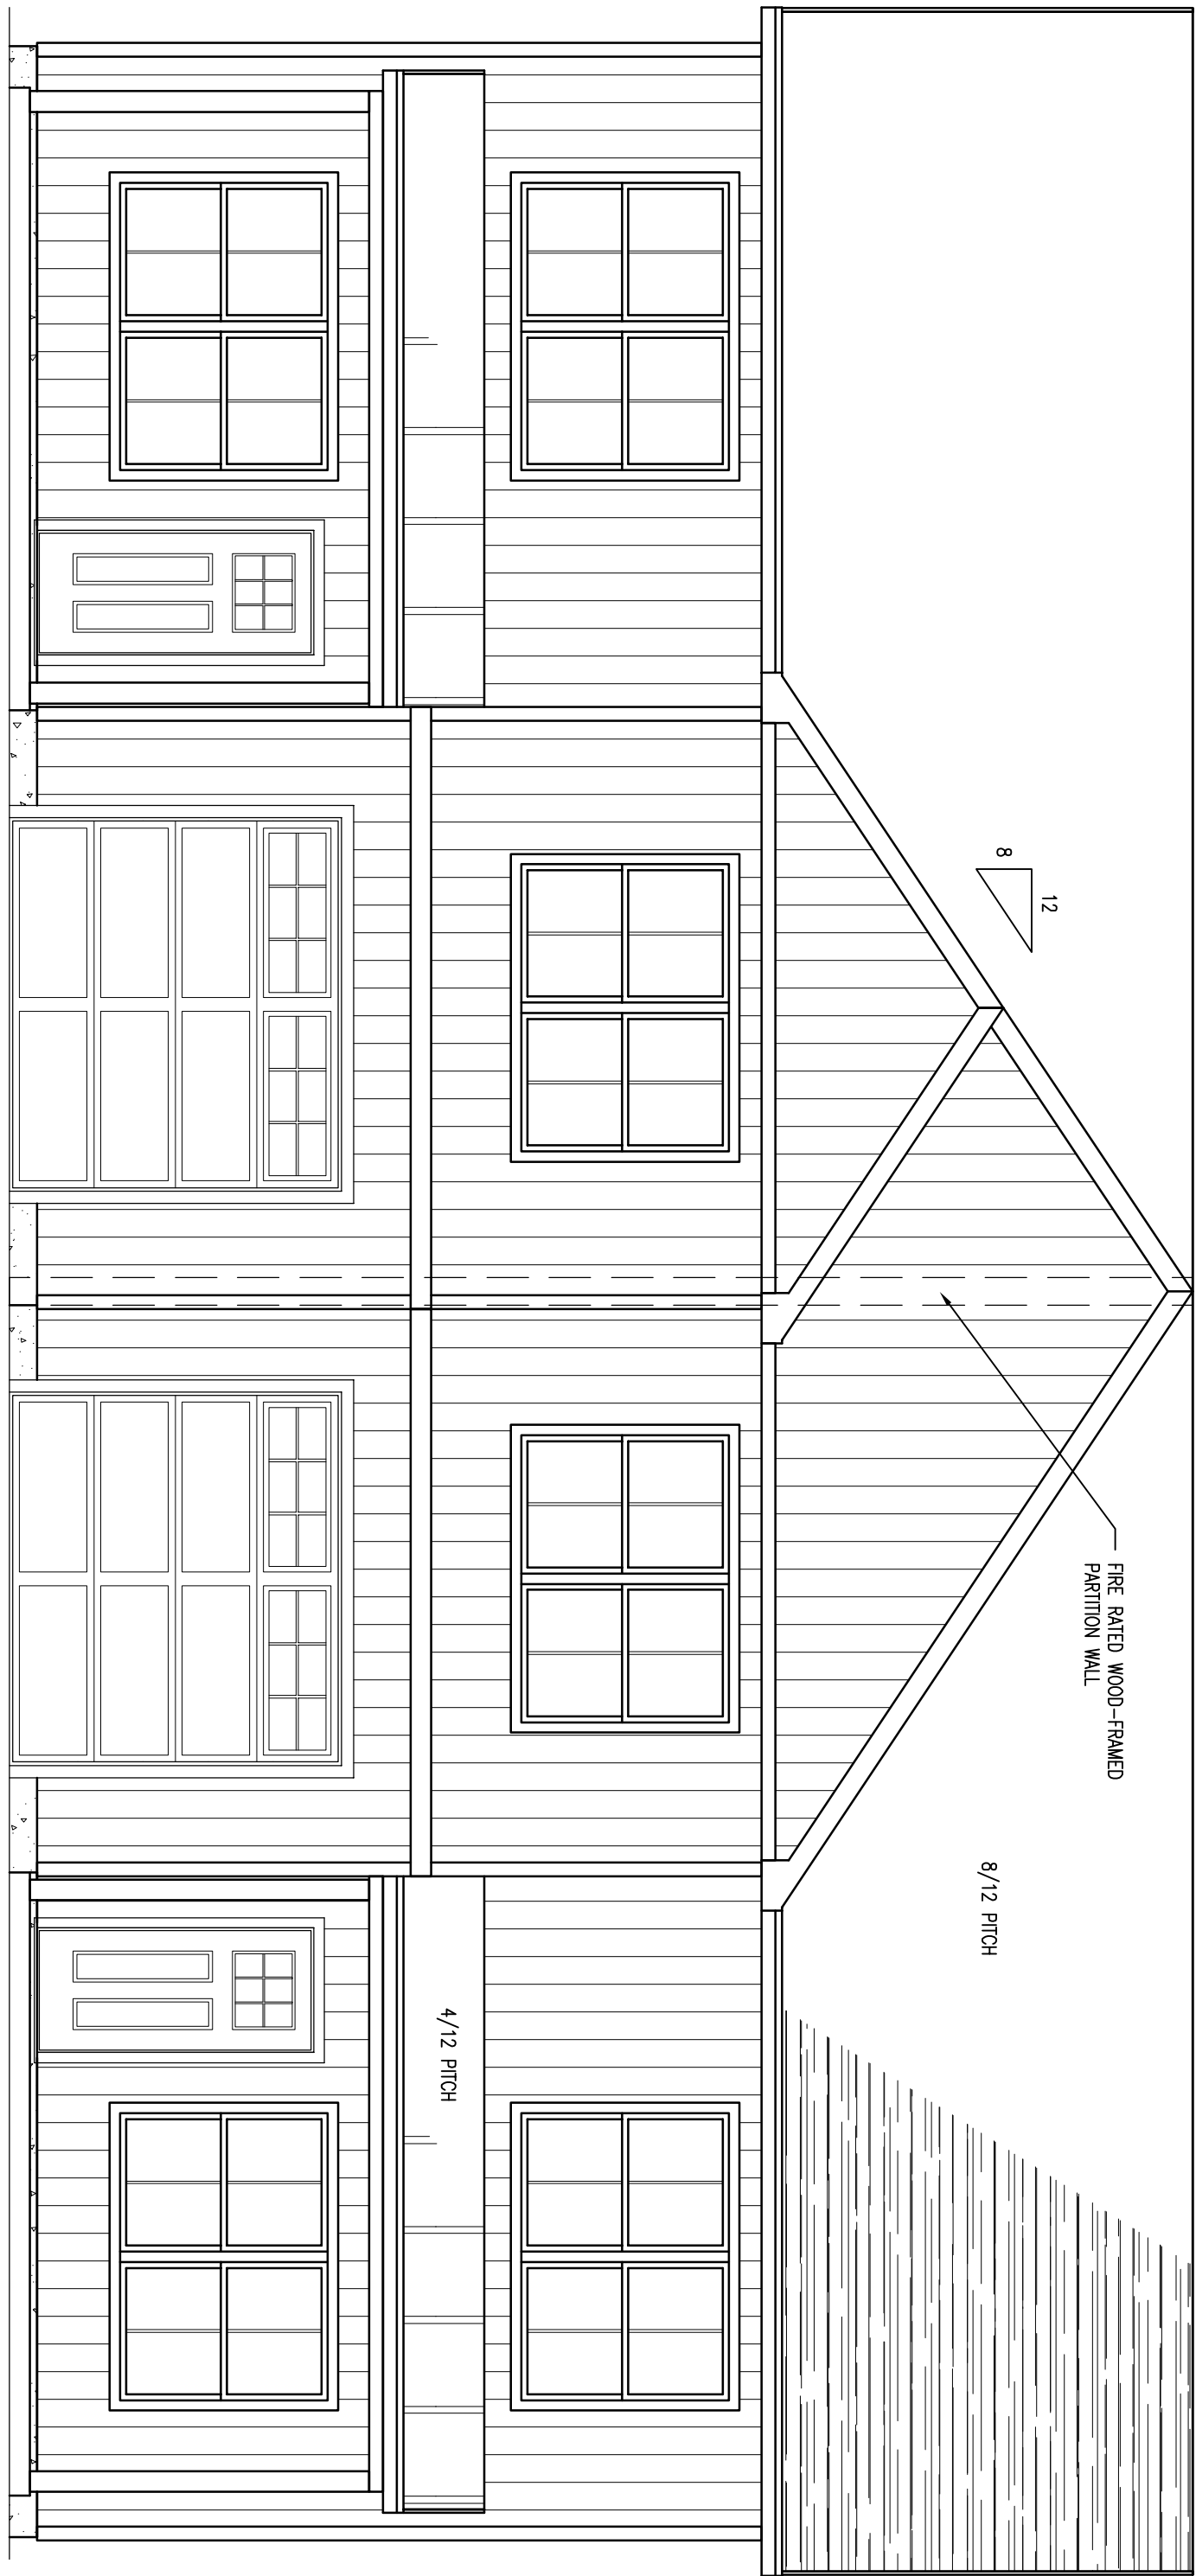 8
12
FIRE RATED WOOD-FRAMED
PARTITION WALL
8/12 PITCH
4/12 PITCH